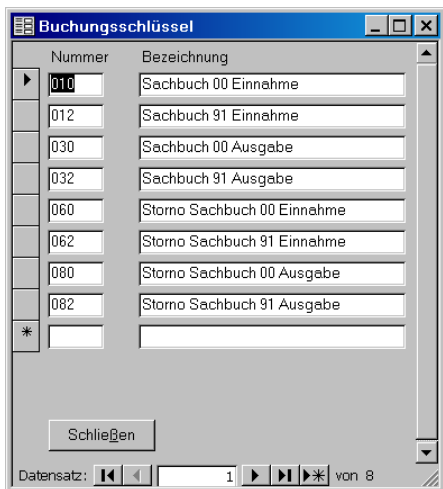 Buchungsschlüssel
Nummer Bezeichnung
010 Sachbuch 00 Einnahme
012 Sachbuch 91 Einnahme
030 Sachbuch 00 Ausgabe
032 Sachbuch 91 Ausgabe
060 Storno Sachbuch 00 Einnahme
062 Storno Sachbuch 91 Einnahme
080 Storno Sachbuch 00 Ausgabe
082 Storno Sachbuch 91 Ausgabe
Schließen
Datensatz: 1 von 8